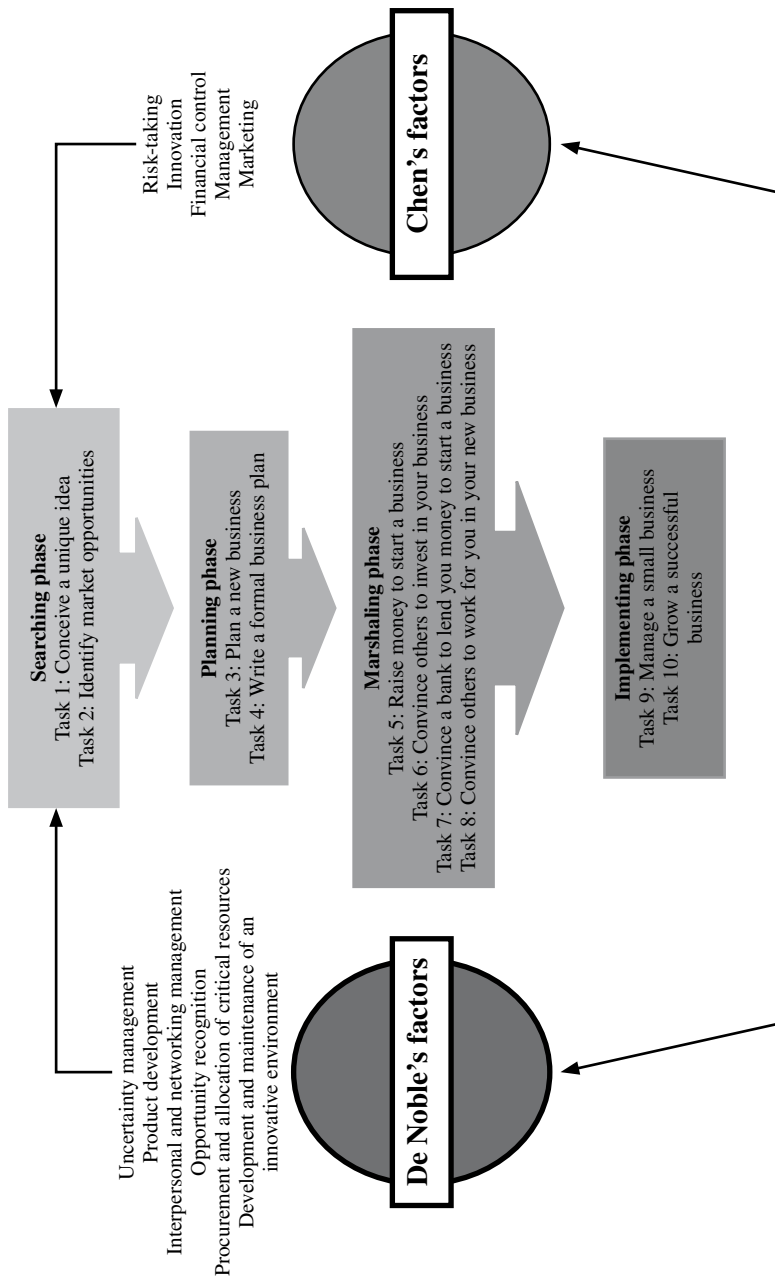 Searching phase
Task 1: Conceive a unique idea
Task 2: Identify market opportunities
Planning phase
Task 3: Plan a new business
Task 4: Write a formal business plan
Marshaling phase
Task 5: Raise money to start a business
Task 6: Convince others to invest in your business
Task 7: Convince a bank to lend you money to start a business
Task 8: Convince others to work for you in your new business
Implementing phase
Task 9: Manage a small business
Task 10: Grow a successful
business
Uncertainty management
Product development
Interpersonal and networking management
Opportunity recognition
Procurement and allocation of critical resources
Development and maintenance of an
innovative environment
De Noble's factors
Risk-taking
Innovation
Financial control
Management
Marketing
Chen's factors